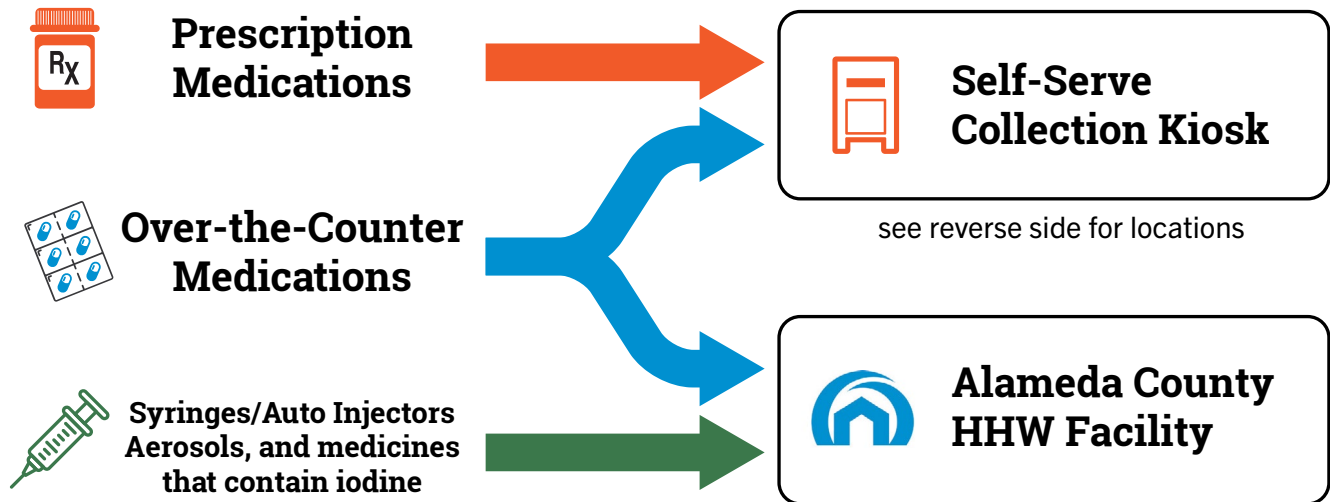 Rx
Prescription
Medications
Self-Serve
Collection Kiosk
see reverse side for locations
Over-the-Counter
Medications
Alameda County
HHW Facility
Syringes/Auto Injectors
Aerosols, and medicines
that contain iodine